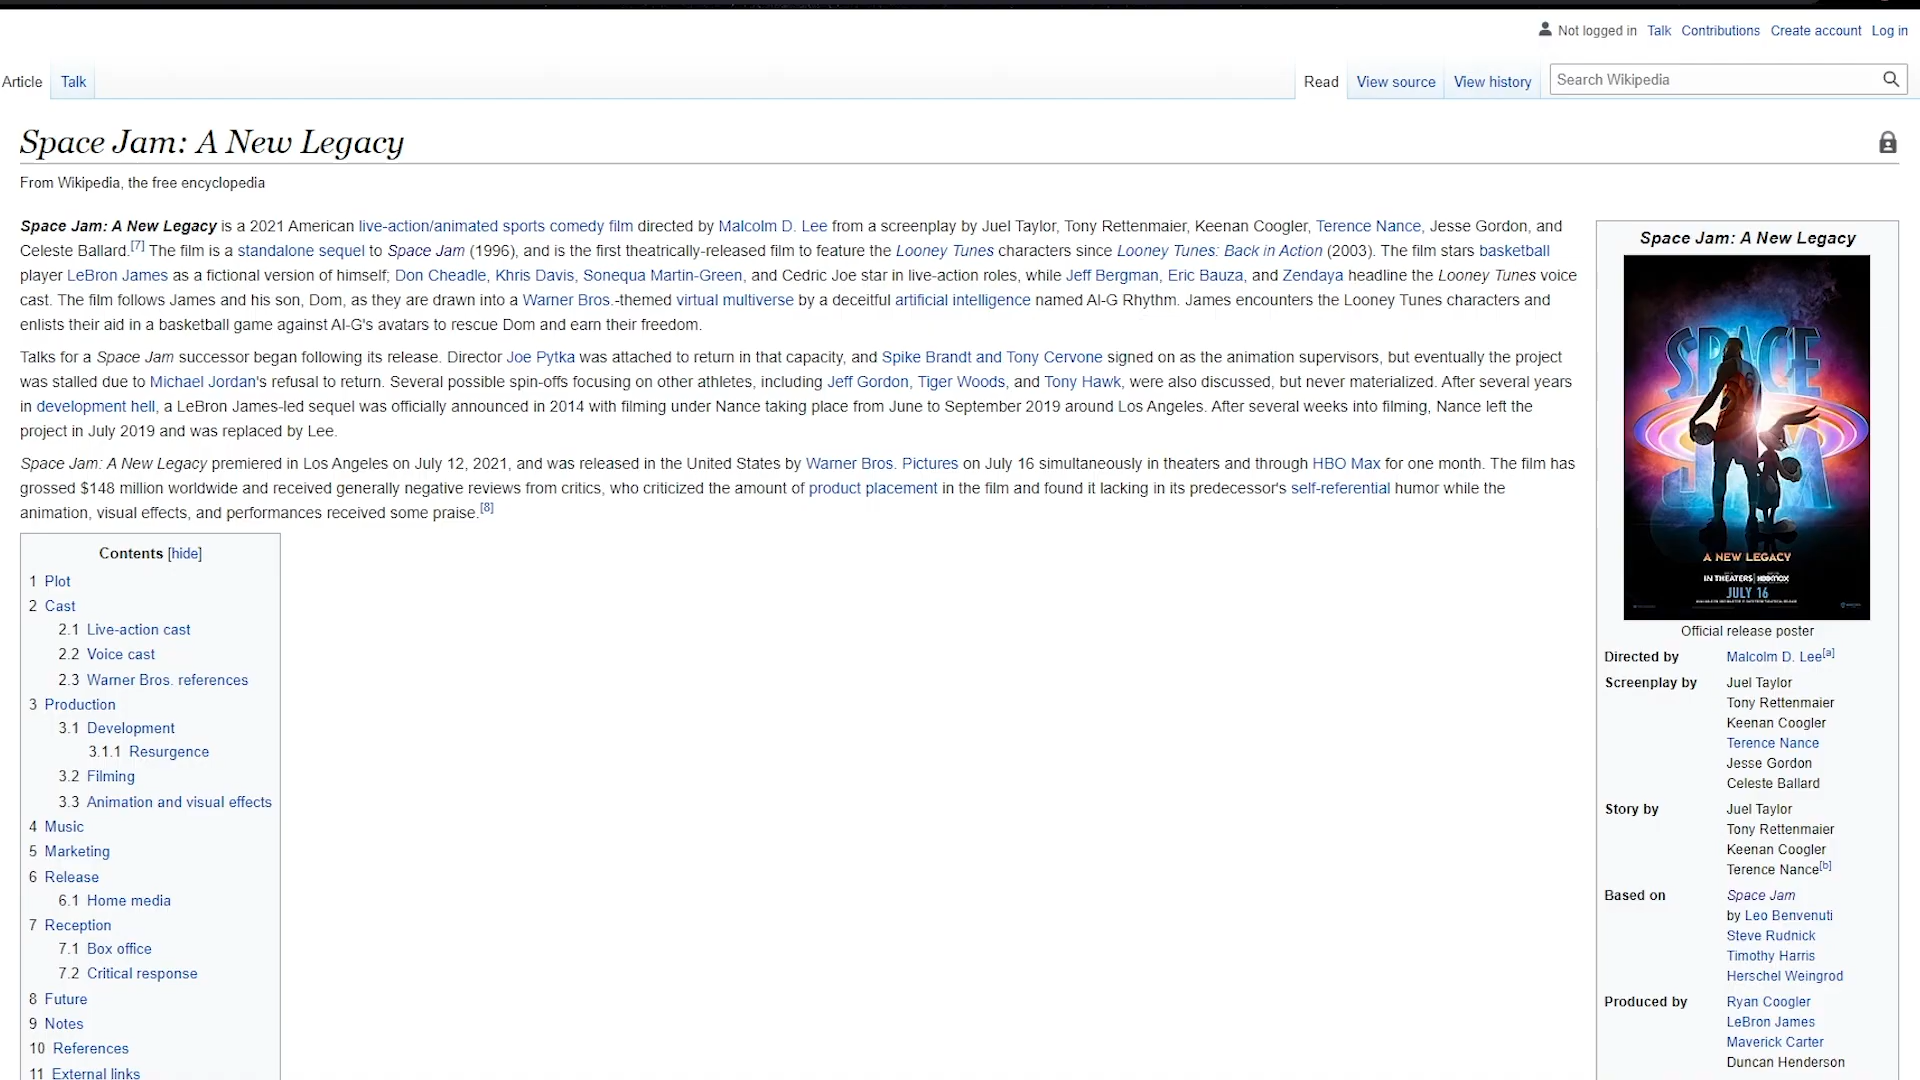 Not logged in Talk Contributions Create account Log in
Article Talk Read View source View history Search Wikipedia
Space Jam: A New Legacy
From Wikipedia, the free encyclopedia
Space Jam: A New Legacy is a 2021 American live-action/animated sports comedy film directed by Malcolm D. Lee from a screenplay by Juel Taylor, Tony Rettenmaier, Keenan Coogler, Terence Nance, Jesse Gordon, and
Celeste Ballard.[7] The film is a standalone sequel to Space Jam (1996), and is the first theatrically-released film to feature the Looney Tunes characters since Looney Tunes: Back in Action (2003). The film stars basketball
player LeBron James as a fictional version of himself; Don Cheadle, Khris Davis, Sonequa Martin-Green, and Cedric Joe star in live-action roles, while Jeff Bergman, Eric Bauza, and Zendaya headline the Looney Tunes voice
cast. The film follows James and his son, Dom, as they are drawn into a Warner Bros.-themed virtual multiverse by a deceitful artificial intelligence named Al-G Rhythm. James encounters the Looney Tunes characters and
enlists their aid in a basketball game against Al-G's avatars to rescue Dom and earn their freedom.
Talks for a Space Jam successor began following its release. Director Joe Pytka was attached to return in that capacity, and Spike Brandt and Tony Cervone signed on as the animation supervisors, but eventually the project
was stalled due to Michael Jordan's refusal to return. Several possible spin-offs focusing on other athletes, including Jeff Gordon, Tiger Woods, and Tony Hawk, were also discussed, but never materialized. After several years
in development hell, a LeBron James-led sequel was officially announced in 2014 with filming under Nance taking place from June to September 2019 around Los Angeles. After several weeks into filming, Nance left the
project in July 2019 and was replaced by Lee.
Space Jam: A New Legacy premiered in Los Angeles on July 12, 2021, and was released in the United States by Warner Bros. Pictures on July 16 simultaneously in theaters and through HBO Max for one month. The film has
grossed $148 million worldwide and received generally negative reviews from critics, who criticized the amount of product placement in the film and found it lacking in its predecessor's self-referential humor while the
animation, visual effects, and performances received some praise.[8]
Contents [hide]
1 Plot
2 Cast
2.1 Live-action cast
2.2 Voice cast
2.3 Warner Bros. references
3 Production
3.1 Development
3.1.1 Resurgence
3.2 Filming
3.3 Animation and visual effects
4 Music
5 Marketing
6 Release
6.1 Home media
7 Reception
7.1 Box office
7.2 Critical response
8 Future
9 Notes
10 References
11 External links
Space Jam: A New Legacy
SPACE
JAM
A NEW LEGACY
IN THEATERS | HBOMAX
JULY 16
Official release poster
Directed by Malcolm D. Lee[a]
Screenplay by Juel Taylor
Tony Rettenmaier
Keenan Coogler
Terence Nance
Jesse Gordon
Celeste Ballard
Story by Juel Taylor
Tony Rettenmaier
Keenan Coogler
Terence Nance[b]
Based on Space Jam
by Leo Benvenuti
Steve Rudnick
Timothy Harris
Herschel Weingrod
Produced by Ryan Coogler
LeBron James
Maverick Carter
Duncan Henderson